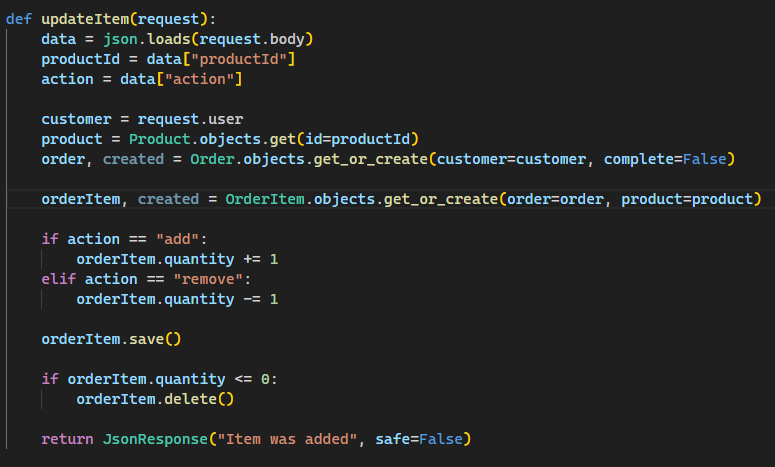 def updateItem(request):
    data = json.loads(request.body)
    productId = data["productId"]
    action = data["action"]
    customer = request.user
    product = Product.objects.get(id=productId)
    order, created = Order.objects.get_or_create(customer=customer, complete=False)
    orderItem, created = OrderItem.objects.get_or_create(order=order, product=product)
    if action == "add":
        orderItem.quantity += 1
    elif action == "remove":
        orderItem.quantity -= 1
    orderItem.save()
    if orderItem.quantity <= 0:
        orderItem.delete()
    return JsonResponse("Item was added", safe=False)